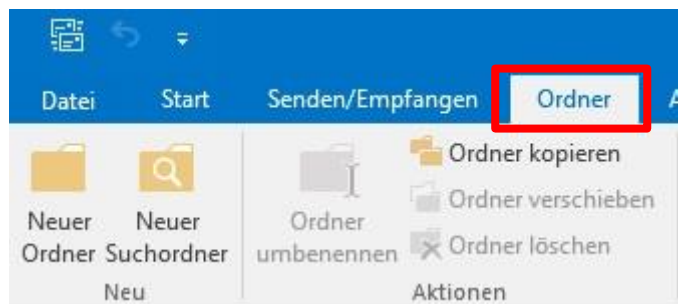 Datei Start Senden/Empfangen Ordner
Neuer Ordner
Neuer Suchordner
Ordner umbenennen
Ordner kopieren
Ordner verschieben
Ordner löschen
Neu
Aktionen